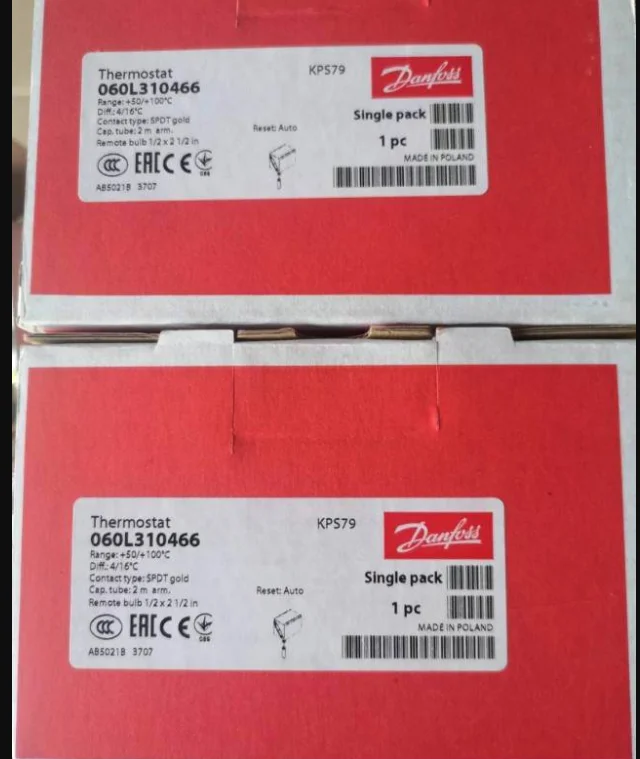 Thermostat
KPS79
Danfoss
060L310466
Range: +50/+100°C
Diff.: 4/16°C
Contact type: SPDT gold
Cap. tube: 2 m arm.
Remote bulb 1/2 x 2 1/2 in
Reset: Auto
Single pack
1 pc
MADE IN POLAND
CCC EAC CE
AB5021B 3707
Thermostat
KPS79
Danfoss
060L310466
Range: +50/+100°C
Diff.: 4/16°C
Contact type: SPDT gold
Cap. tube: 2 m arm.
Remote bulb 1/2 x 2 1/2 in
Reset: Auto
Single pack
1 pc
MADE IN POLAND
CCC EAC CE
AB5021B 3707